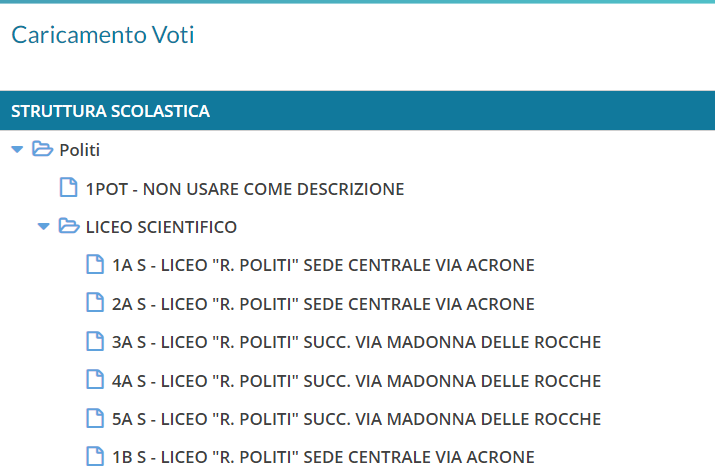 Caricamento Voti
STRUTTURA SCOLASTICA
Politi
1POT - NON USARE COME DESCRIZIONE
LICEO SCIENTIFICO
1A S - LICEO "R. POLITI" SEDE CENTRALE VIA ACRONE
2A S - LICEO "R. POLITI" SEDE CENTRALE VIA ACRONE
3A S - LICEO "R. POLITI" SUCC. VIA MADONNA DELLE ROCCHE
4A S - LICEO "R. POLITI" SUCC. VIA MADONNA DELLE ROCCHE
5A S - LICEO "R. POLITI" SUCC. VIA MADONNA DELLE ROCCHE
1B S - LICEO "R. POLITI" SEDE CENTRALE VIA ACRONE